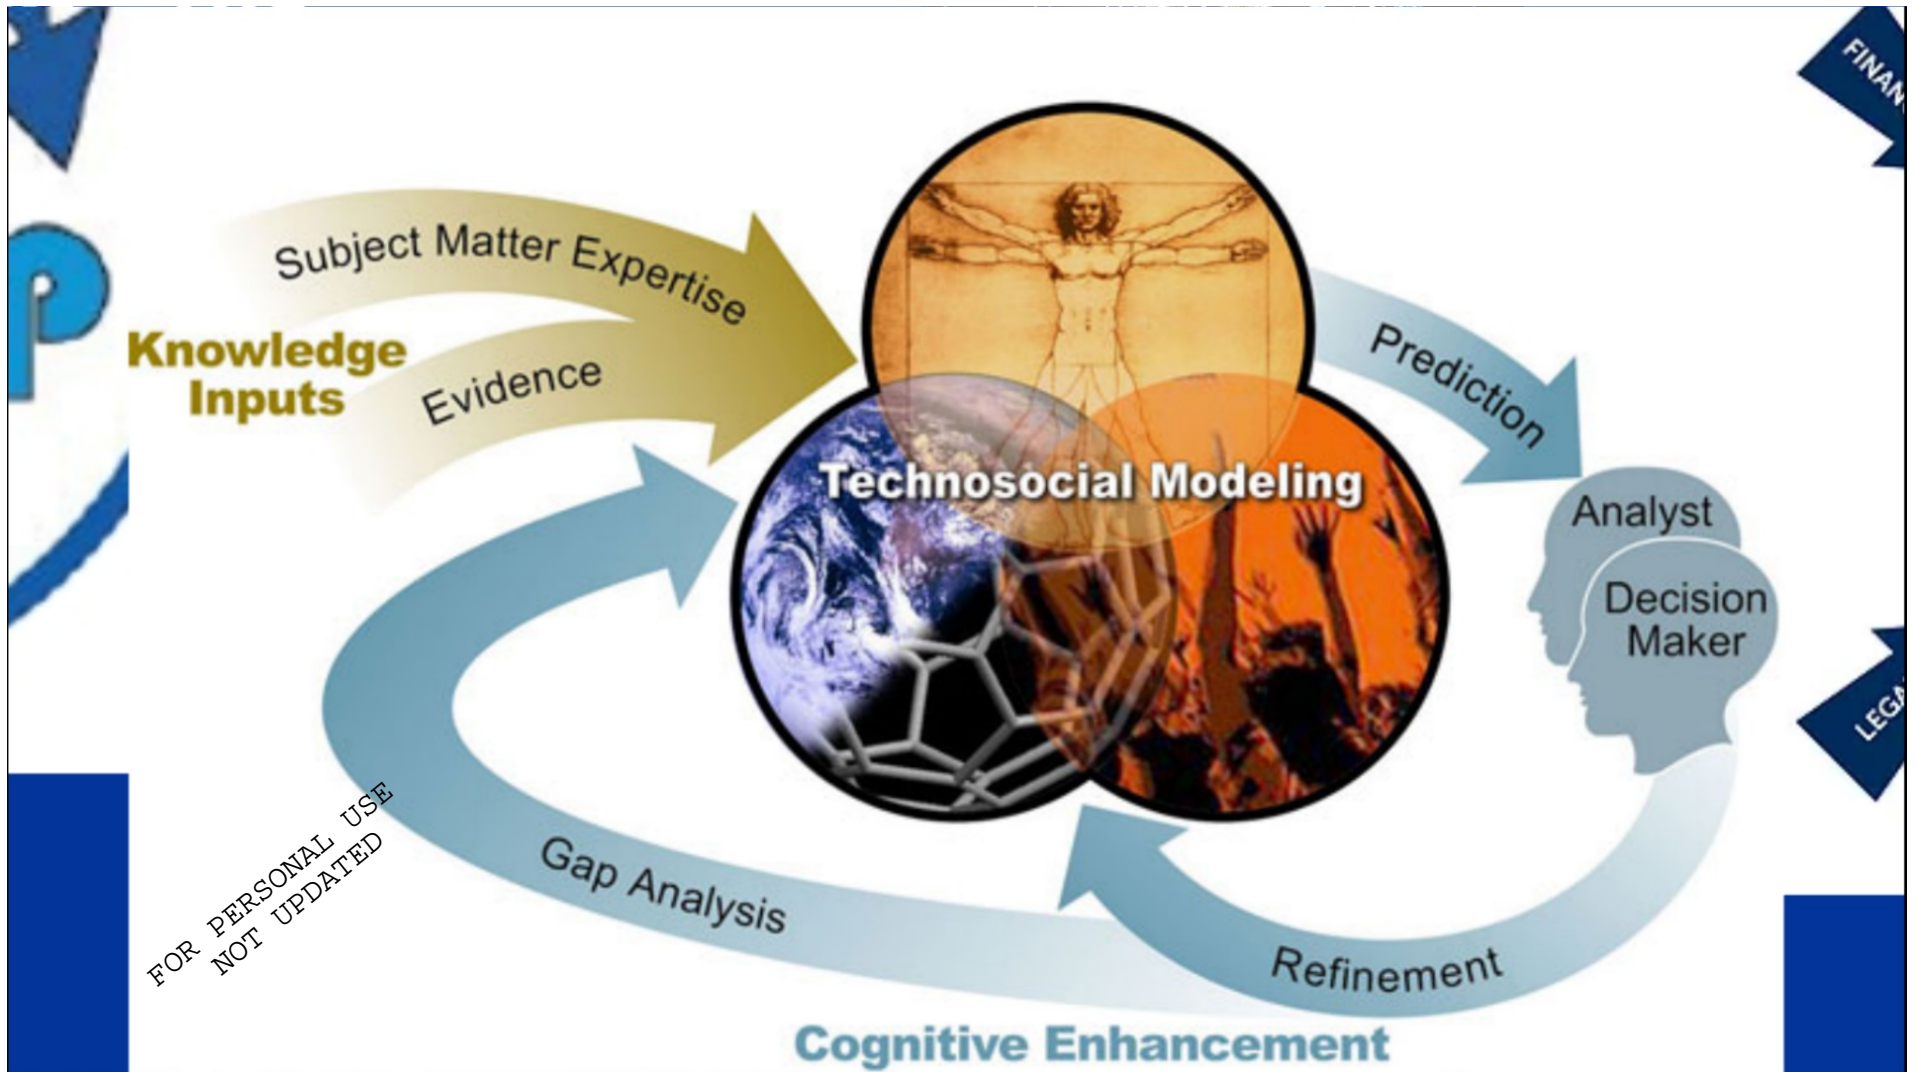 Subject Matter Expertise
Knowledge
Inputs
Evidence
Technosocial Modeling
Prediction
Analyst
Decision
Maker
Gap Analysis
Refinement
Cognitive Enhancement
FOR PERSONAL USE
NOT UPDATED